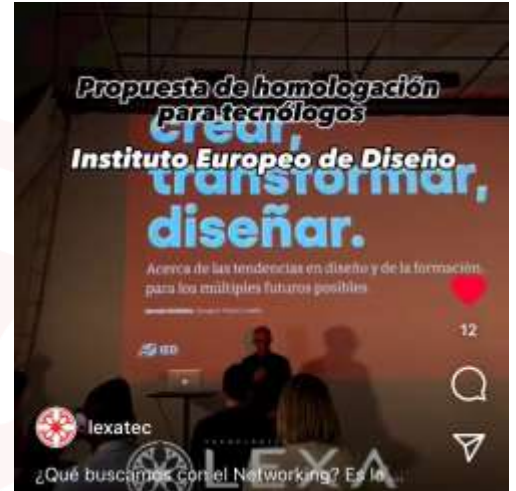 Propuesta de homologación
para tecnólogos
Crear,
Instituto Europeo de Diseño
transformar,
diseñar.
Acerca de las tendencias en diseño y de la formación
para los múltiples futuros posibles
IED
12
lexatec
LEXA
¿Qué buscamos con el Networking? Es la